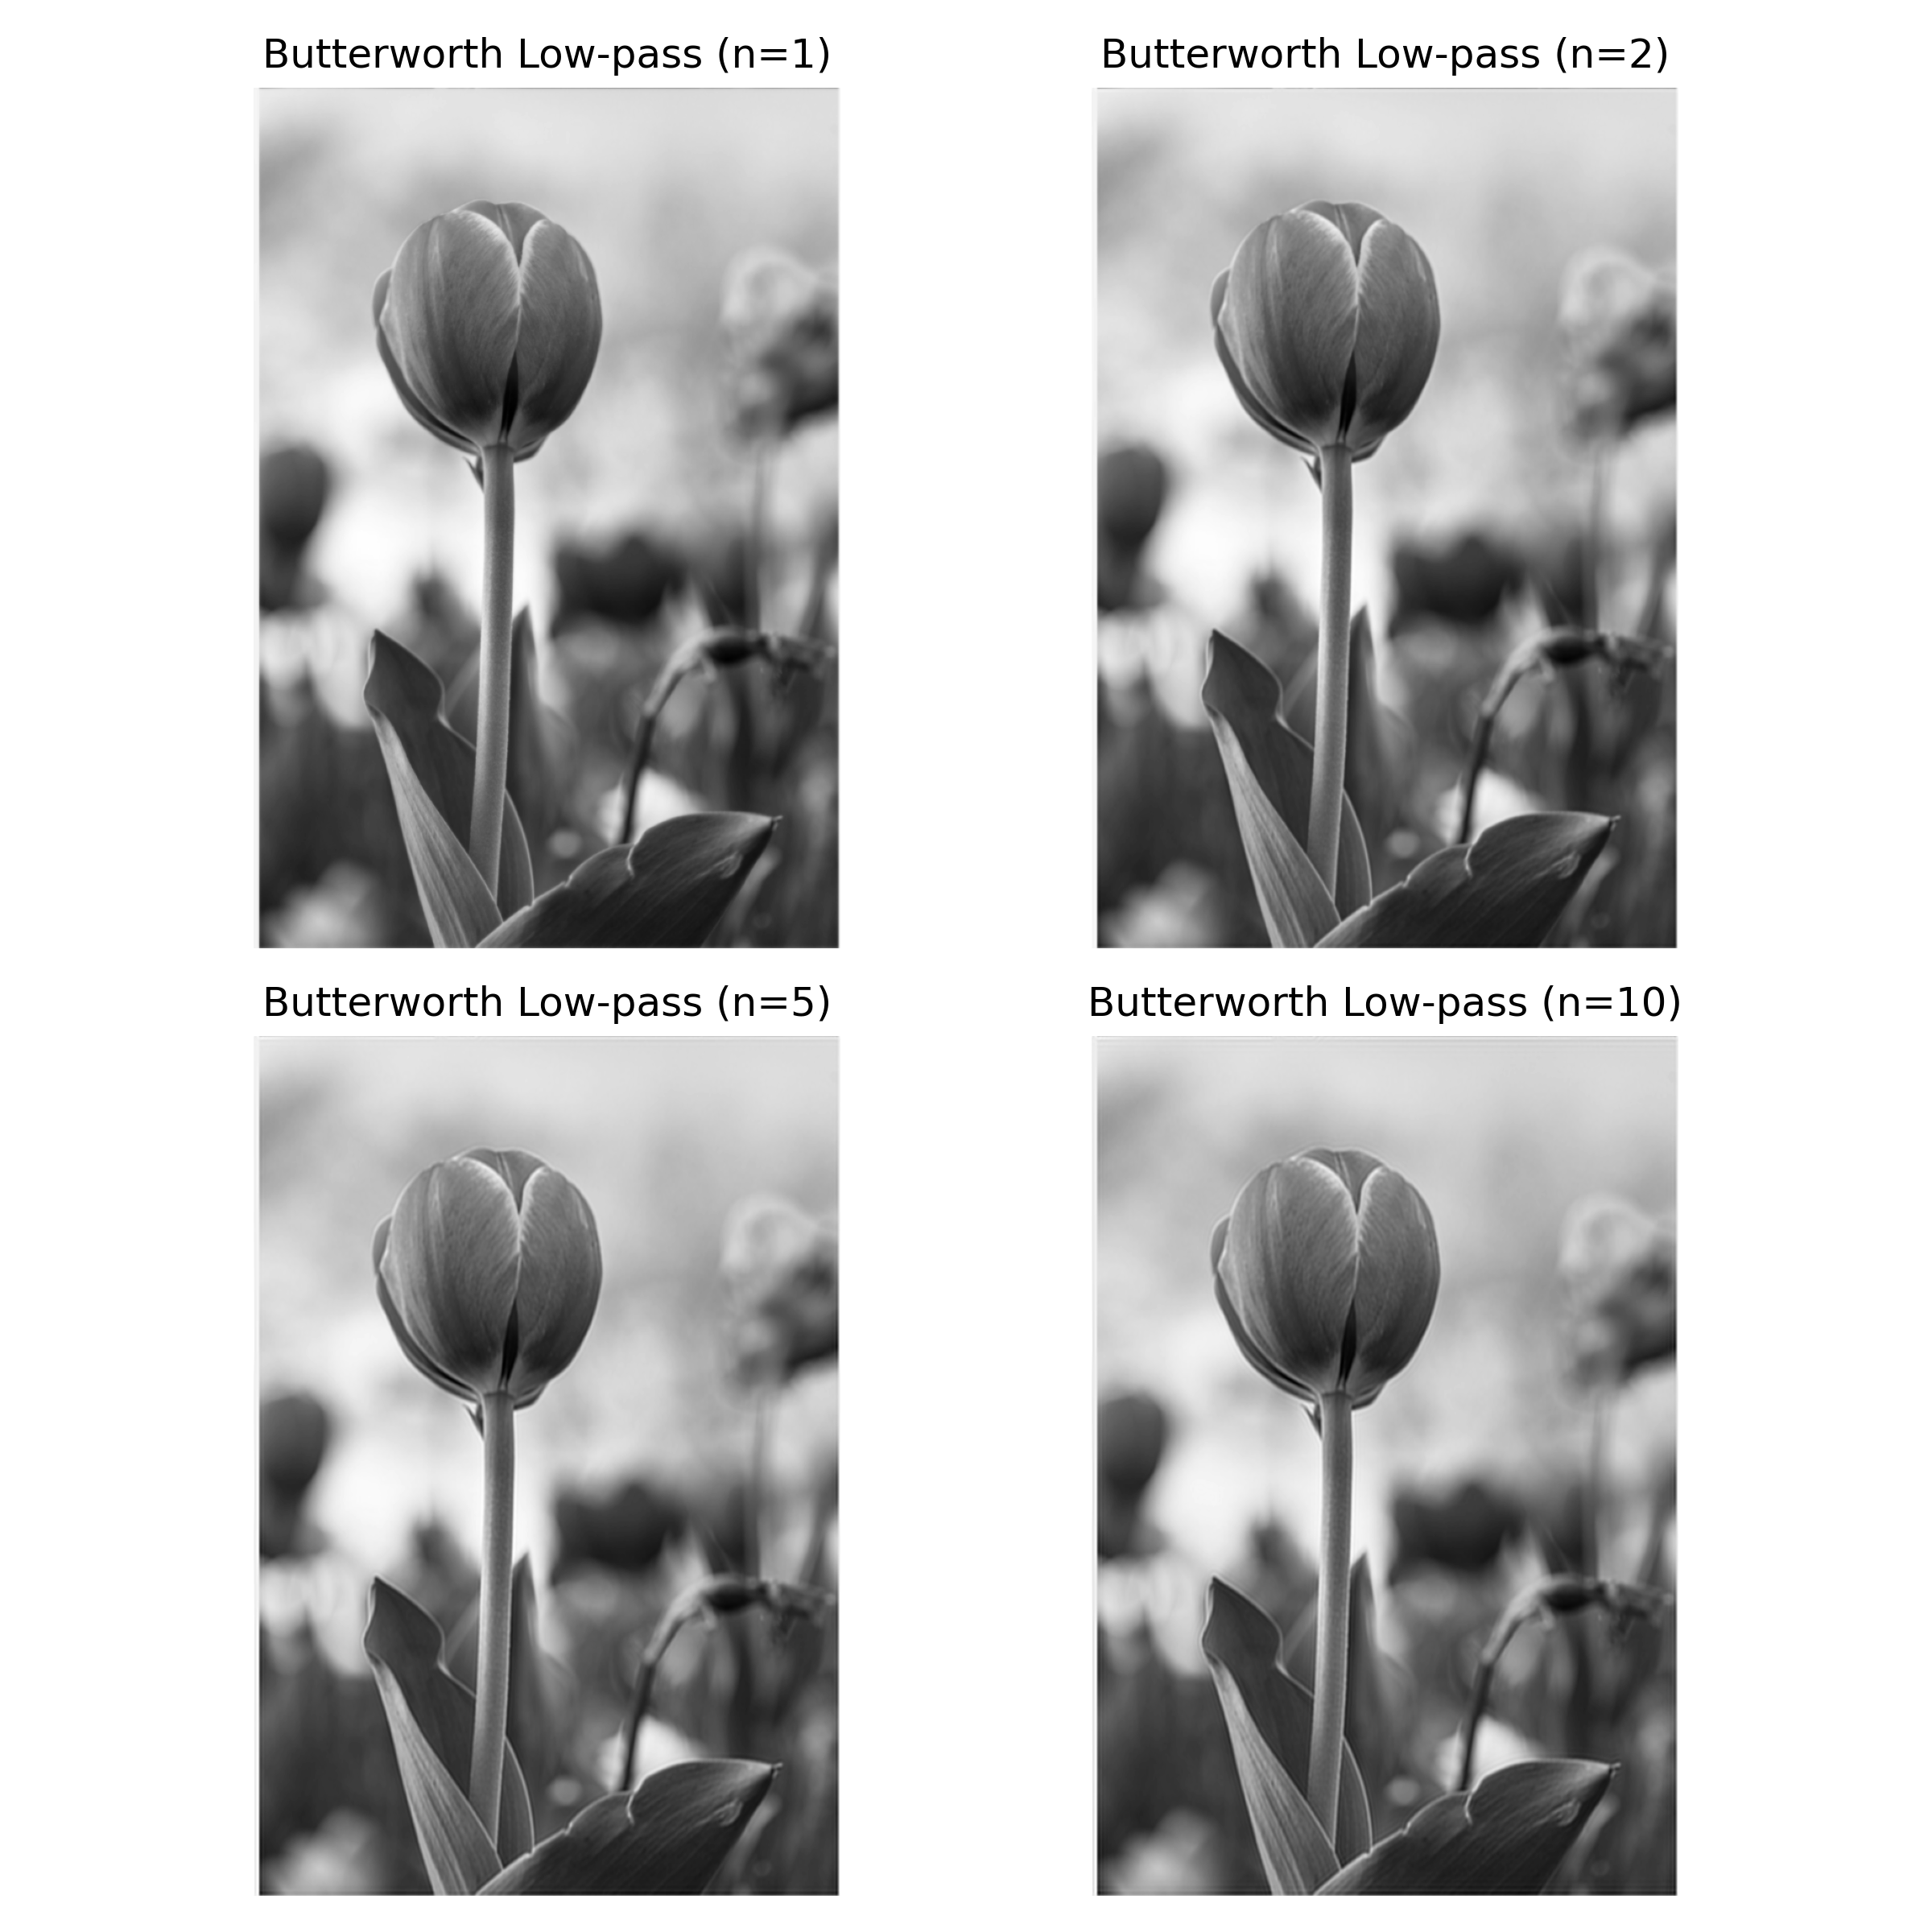 Butterworth Low-pass (n=1)
Butterworth Low-pass (n=2)
Butterworth Low-pass (n=5)
Butterworth Low-pass (n=10)